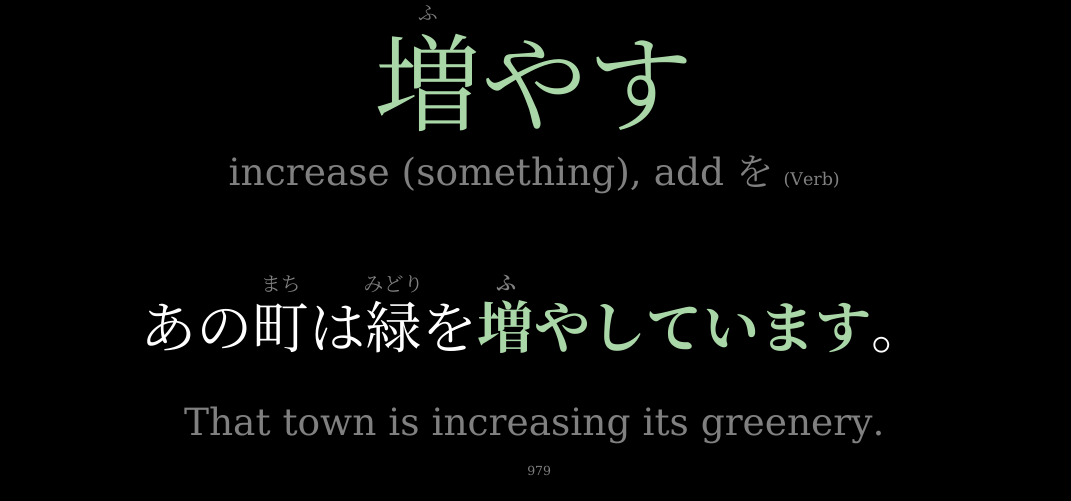 ふ
増やす
increase (something), add を (Verb)
まち みどり ふ
あの町は緑を増やしています。
That town is increasing its greenery.
979